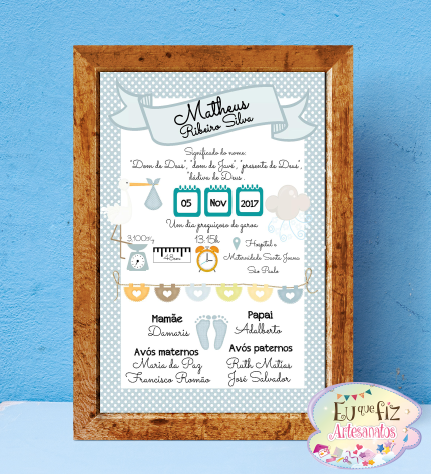 Matheus
Ribeiro Silva
Significado do nome:
"Dom de Deus", "dom de Javé", "presente de Deus",
"dádiva de Deus".
05 Nov 2017
Um dia preguiçoso de garoa
3.100g
48cm
13:15h
Hospital e
Maternidade Santa Joana
São Paulo
Mamãe
Damaris
Papai
Adalberto
Avós maternos
Maria da Paz
Francisco Romão
Avós paternos
Ruth Matias
José Salvador
Eu que fiz
Artesanatos